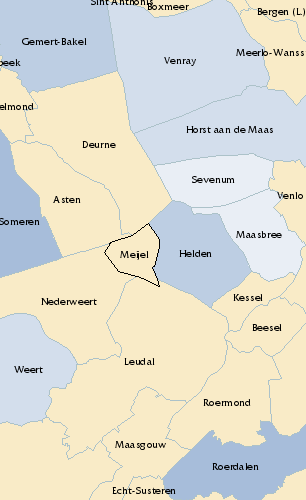 Sint Anthonis
Boxmeer
Bergen (L.)
Gemert-Bakel
Meerlo-Wanss
Venray
eek
elmond
Horst aan de Maas
Deurne
Sevenum
Venlo
Asten
Someren
Maasbree
Meijel
Helden
Nederweert
Kessel
Beesel
Leudal
Weert
Roermond
Maasgouw
Roerdalen
Echt-Susteren